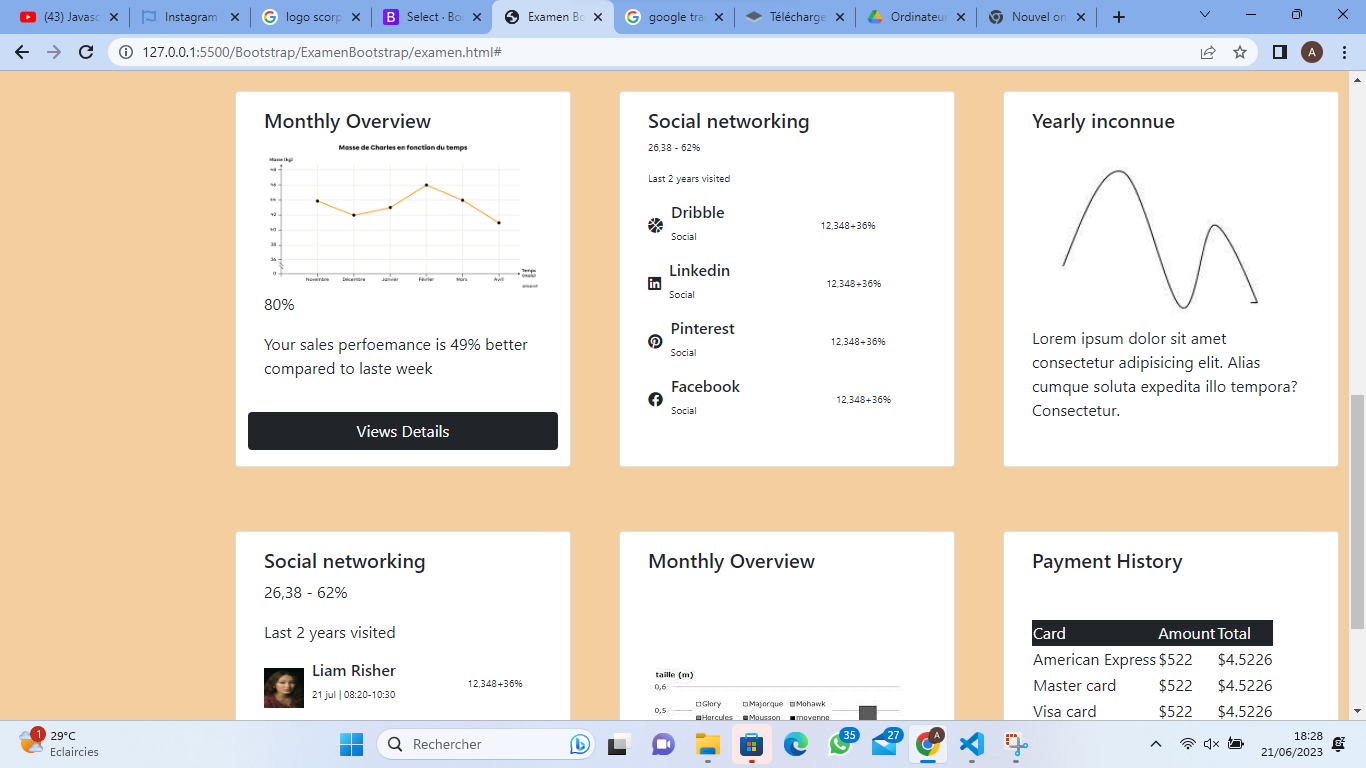 (43) Javasc
Instagram
logo scorp
Select · Boo
Examen Bo
google tra
Télécharge
Ordinateur
Nouvel on
127.0.0.1:5500/Bootstrap/ExamenBootstrap/examen.html#
A
Monthly Overview
Masse de Charles en fonction du temps
Masse (kg)
48
46
44
42
40
38
36
0
Novembre Décembre Janvier Février Mars Avril
Temps
(mois)
80%
Your sales perfoemance is 49% better
compared to laste week
Views Details
Social networking
26,38 - 62%
Last 2 years visited
Dribble
Social
12,348+36%
Linkedin
Social
12,348+36%
Pinterest
Social
12,348+36%
Facebook
Social
12,348+36%
Yearly inconnue
Lorem ipsum dolor sit amet
consectetur adipisicing elit. Alias
cumque soluta expedita illo tempora?
Consectetur.
Social networking
26,38 - 62%
Last 2 years visited
Liam Risher
21 jul | 08:20-10:30
12,348+36%
Monthly Overview
taille (m)
0,6
Glory Majorque Mohawk
0,5
Hercules Mousson moyenne
Payment History
Card Amount Total
American Express $522 $4.5226
Master card $522 $4.5226
Visa card $522 $4.5226
1
29°C
Eclaircies
Rechercher
35
27
A
18:28
21/06/2023